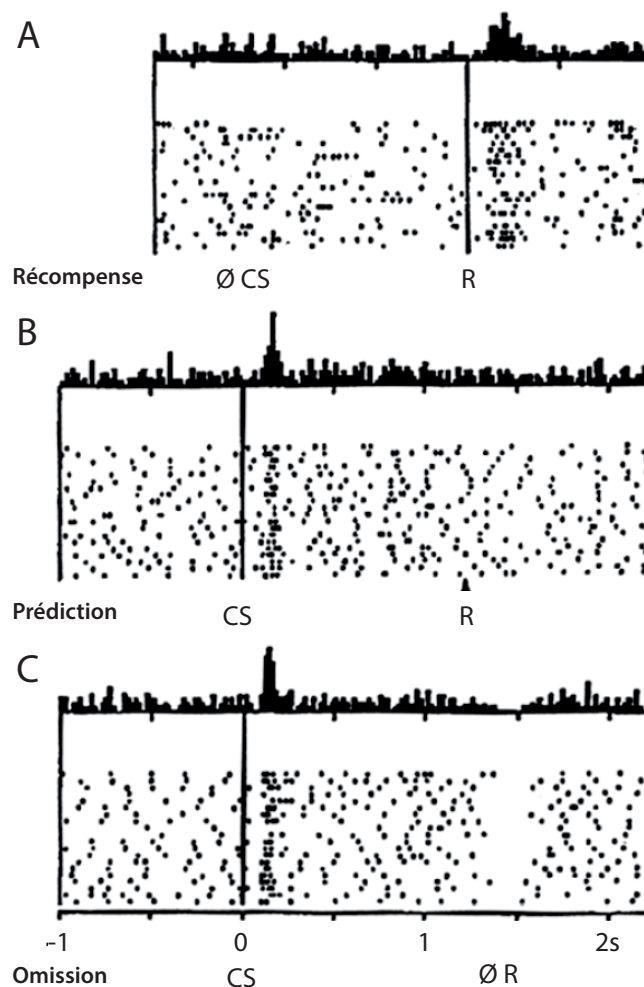 A
Récompense Ø CS R
B
Prédiction CS R
C
-1 0 1 2s
Omission CS Ø R